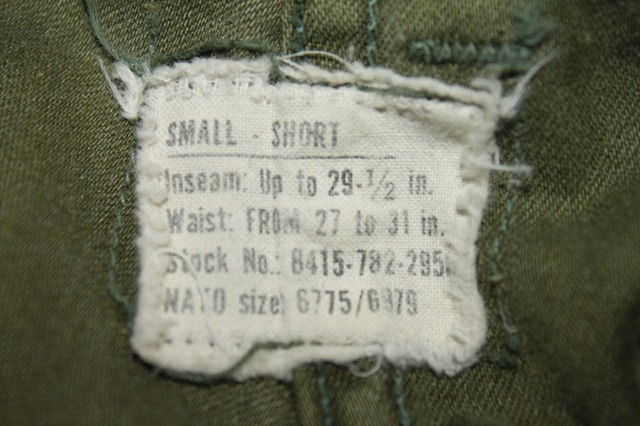 SMALL - SHORT
Inseam: Up to 29-1/2 in.
Waist: FROM 27 to 31 in.
Stock No.: 8415-782-295
NATO size: 6775/6979